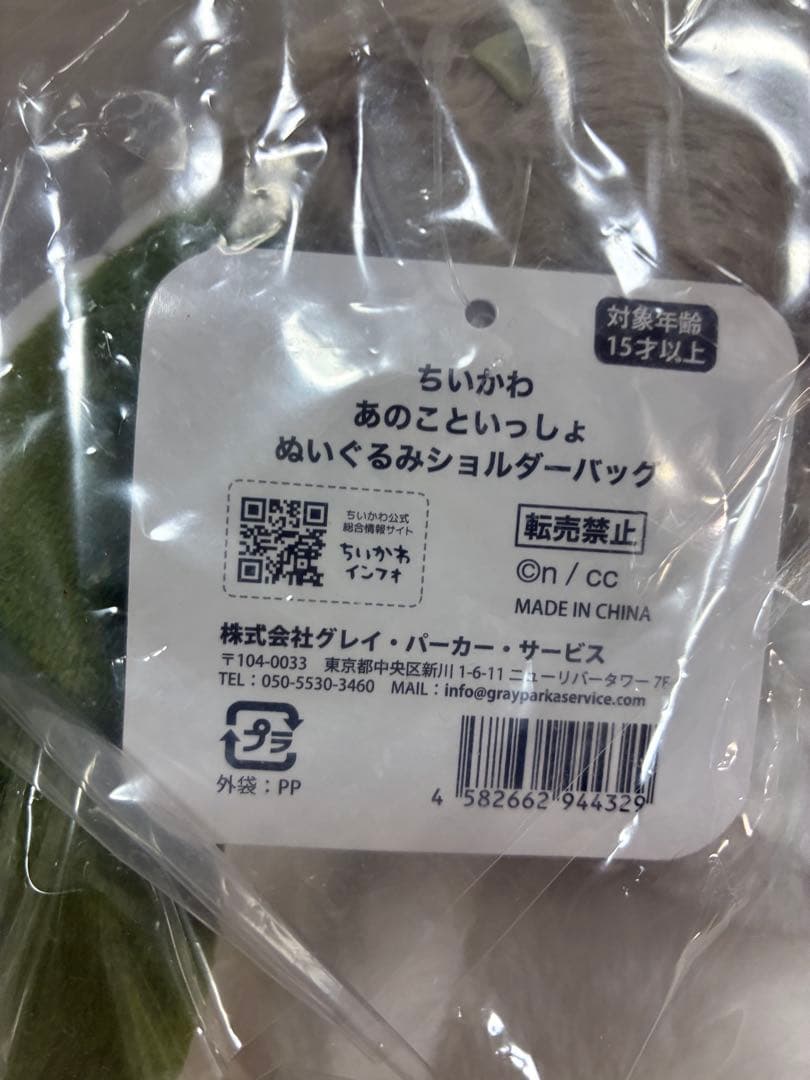 対象年齢
15才以上
ちいかわ
あのこといっしょ
ぬいぐるみショルダーバッグ
ちいかわ公式
総合情報サイト
ちいかわ
インフォ
転売禁止
©n / cc
MADE IN CHINA
株式会社グレイ・パーカー・サービス
〒104-0033 東京都中央区新川 1-6-11 ニューリバータワー 7F
TEL：050-5530-3460 MAIL：info@grayparkaservice.com
プラ
外袋：PP
4 582662 944329